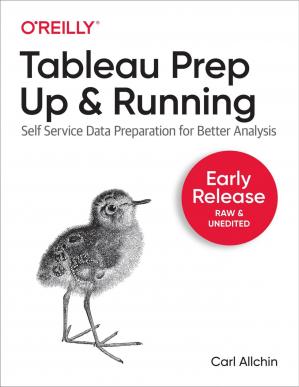 O'REILLY®
Tableau Prep
Up & Running
Self Service Data Preparation for Better Analysis
Early
Release
RAW &
UNEDITED
Carl Allchin